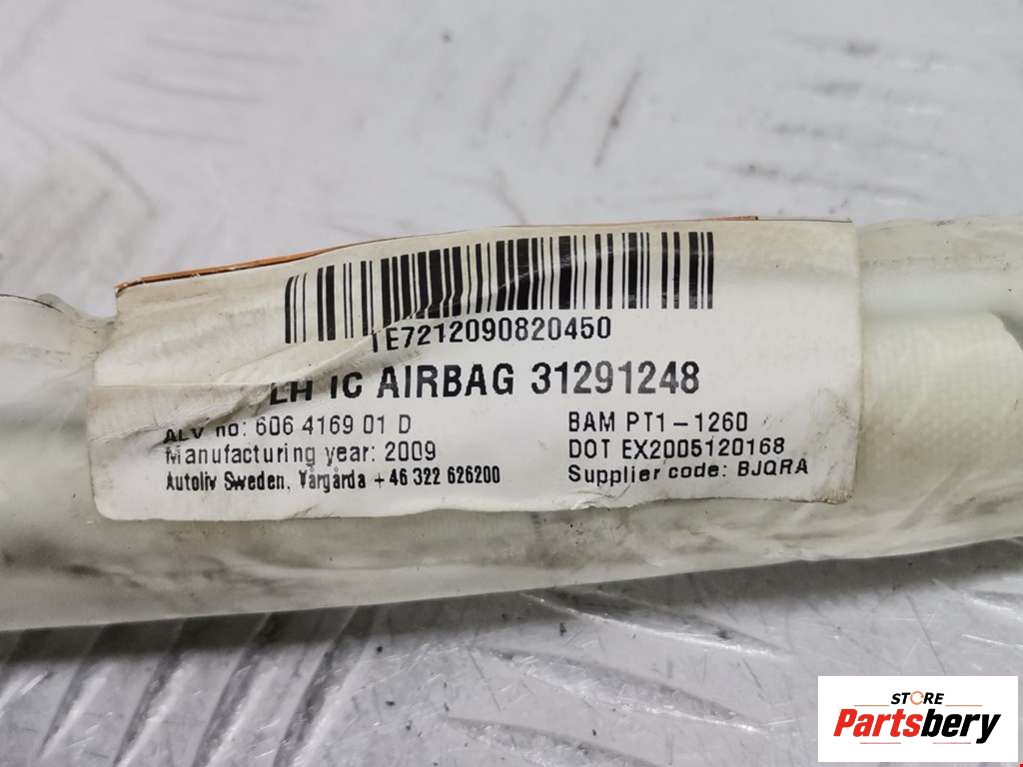 TE7212090820450
LH IC AIRBAG 31291248
ALV no: 606 4169 01 D
BAM PT1-1260
Manufacturing year: 2009
DOT EX2005120168
Autoliv Sweden, Vårgårda +46 322 626200
Supplier code: BJQRA
STORE
Partsbery